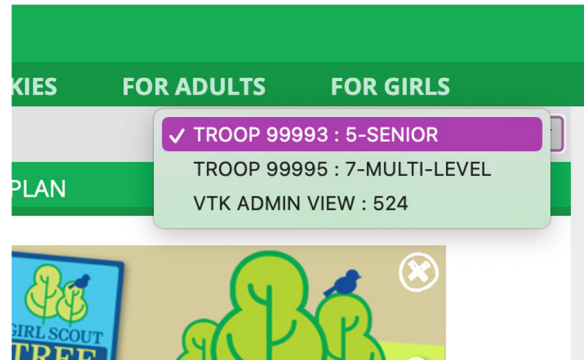 KIES FOR ADULTS FOR GIRLS
✓ TROOP 99993 : 5-SENIOR
TROOP 99995 : 7-MULTI-LEVEL
PLAN
VTK ADMIN VIEW : 524
GIRL SCOUT
TREE